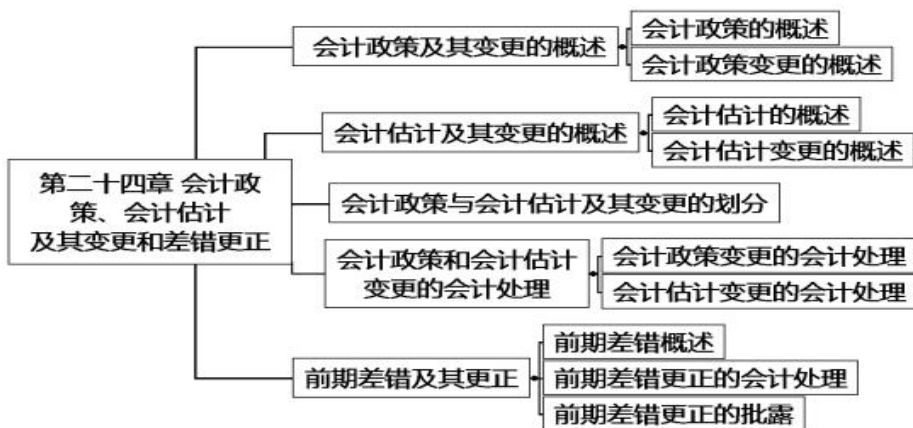 第二十四章 会计政
策、会计估计
及其变更和差错更正
会计政策及其变更的概述
会计政策的概述
会计政策变更的概述
会计估计及其变更的概述
会计估计的概述
会计估计变更的概述
会计政策与会计估计及其变更的划分
会计政策和会计估计
变更的会计处理
会计政策变更的会计处理
会计估计变更的会计处理
前期差错及其更正
前期差错概述
前期差错更正的会计处理
前期差错更正的批露